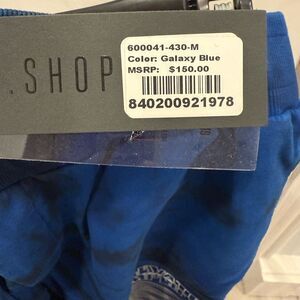 600041-430-M
Color: Galaxy Blue
MSRP: $150.00
.SHOP
840200921978